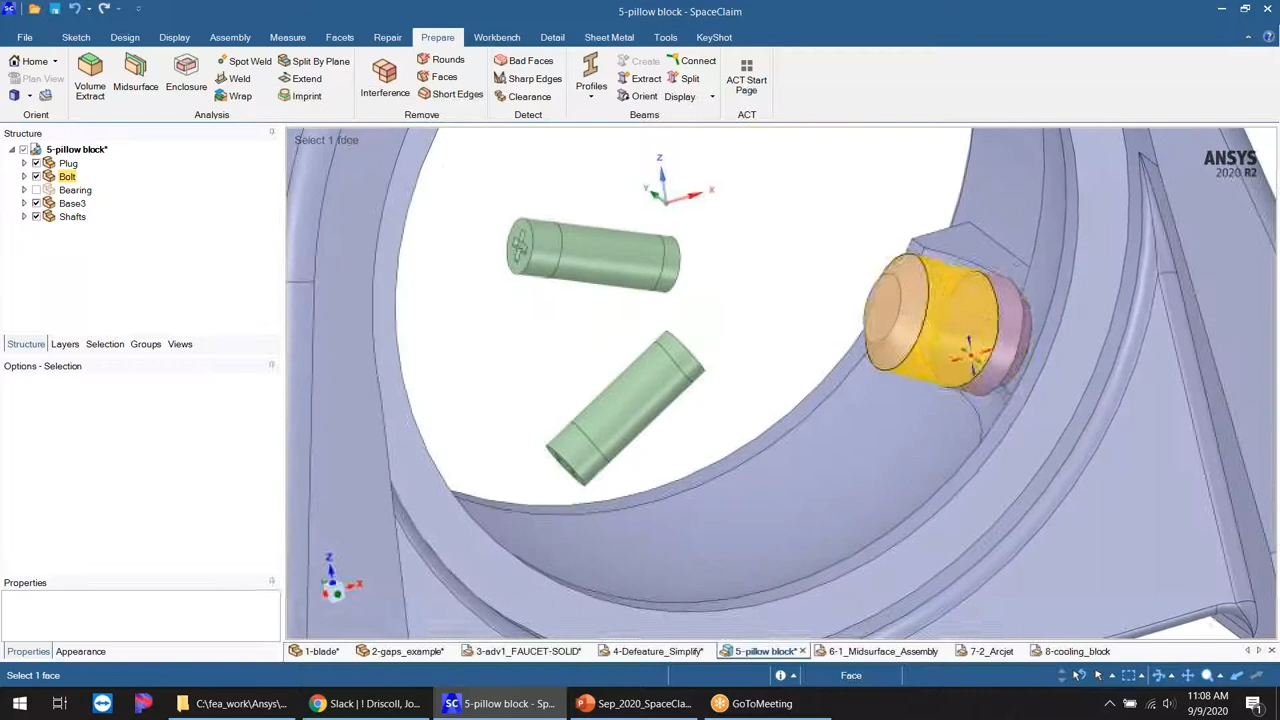 5-pillow block - SpaceClaim
File Sketch Design Display Assembly Measure Facets Repair Prepare Workbench Detail Sheet Metal Tools KeyShot
Home
Plan View
Orient
Volume Extract
Midsurface
Enclosure
Spot Weld
Weld
Wrap
Split By Plane
Extend
Imprint
Analysis
Interference
Rounds
Faces
Short Edges
Remove
Bad Faces
Sharp Edges
Clearance
Detect
Profiles
Create
Extract
Orient
Connect
Split
Display
Beams
ACT Start Page
ACT
Structure
5-pillow block*
Plug
Bolt
Bearing
Base3
Shafts
Structure Layers Selection Groups Views
Options - Selection
Properties
Properties Appearance
Select 1 edge
Z
Y
X
ANSYS
2020 R2
Z
X
1-blade* 2-gaps_example* 3-adv1_FAUCET-SOLID* 4-Defeature_Simplify* 5-pillow block* 6-1_Midsurface_Assembly 7-2_Arcjet 8-cooling_block
Select 1 face
Face
C:\fea_work\Ansys\...
Slack | ! Driscoll, Jo...
5-pillow block - Sp...
Sep_2020_SpaceCla...
GoToMeeting
11:08 AM
9/9/2020